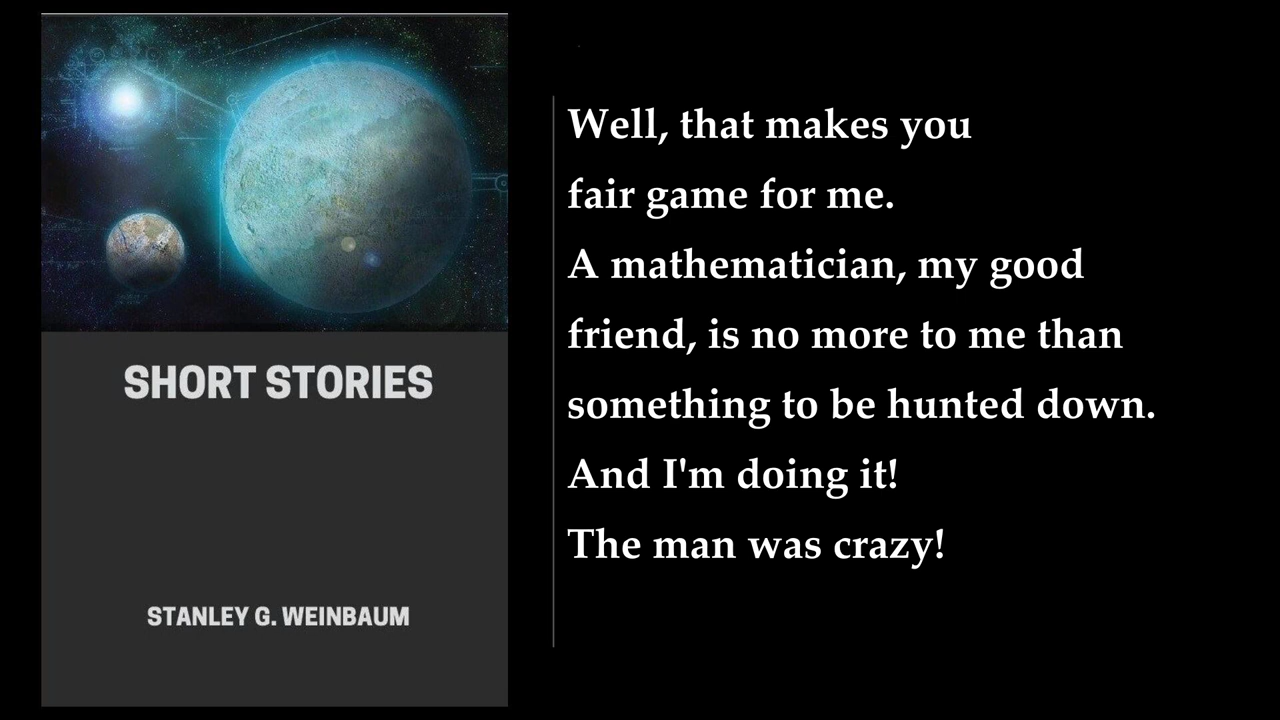 SHORT STORIES
STANLEY G. WEINBAUM
Well, that makes you
fair game for me.
A mathematician, my good
friend, is no more to me than
something to be hunted down.
And I'm doing it!
The man was crazy!